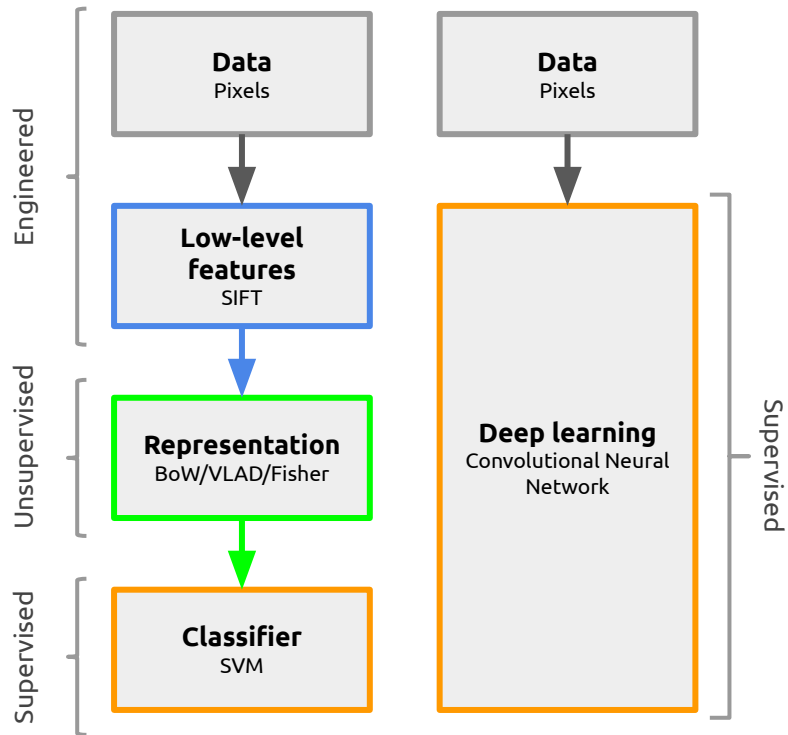 Engineered
Data
Pixels
Low-level
features
SIFT
Unsupervised
Representation
BoW/VLAD/Fisher
Supervised
Classifier
SVM
Data
Pixels
Deep learning
Convolutional Neural
Network
Supervised